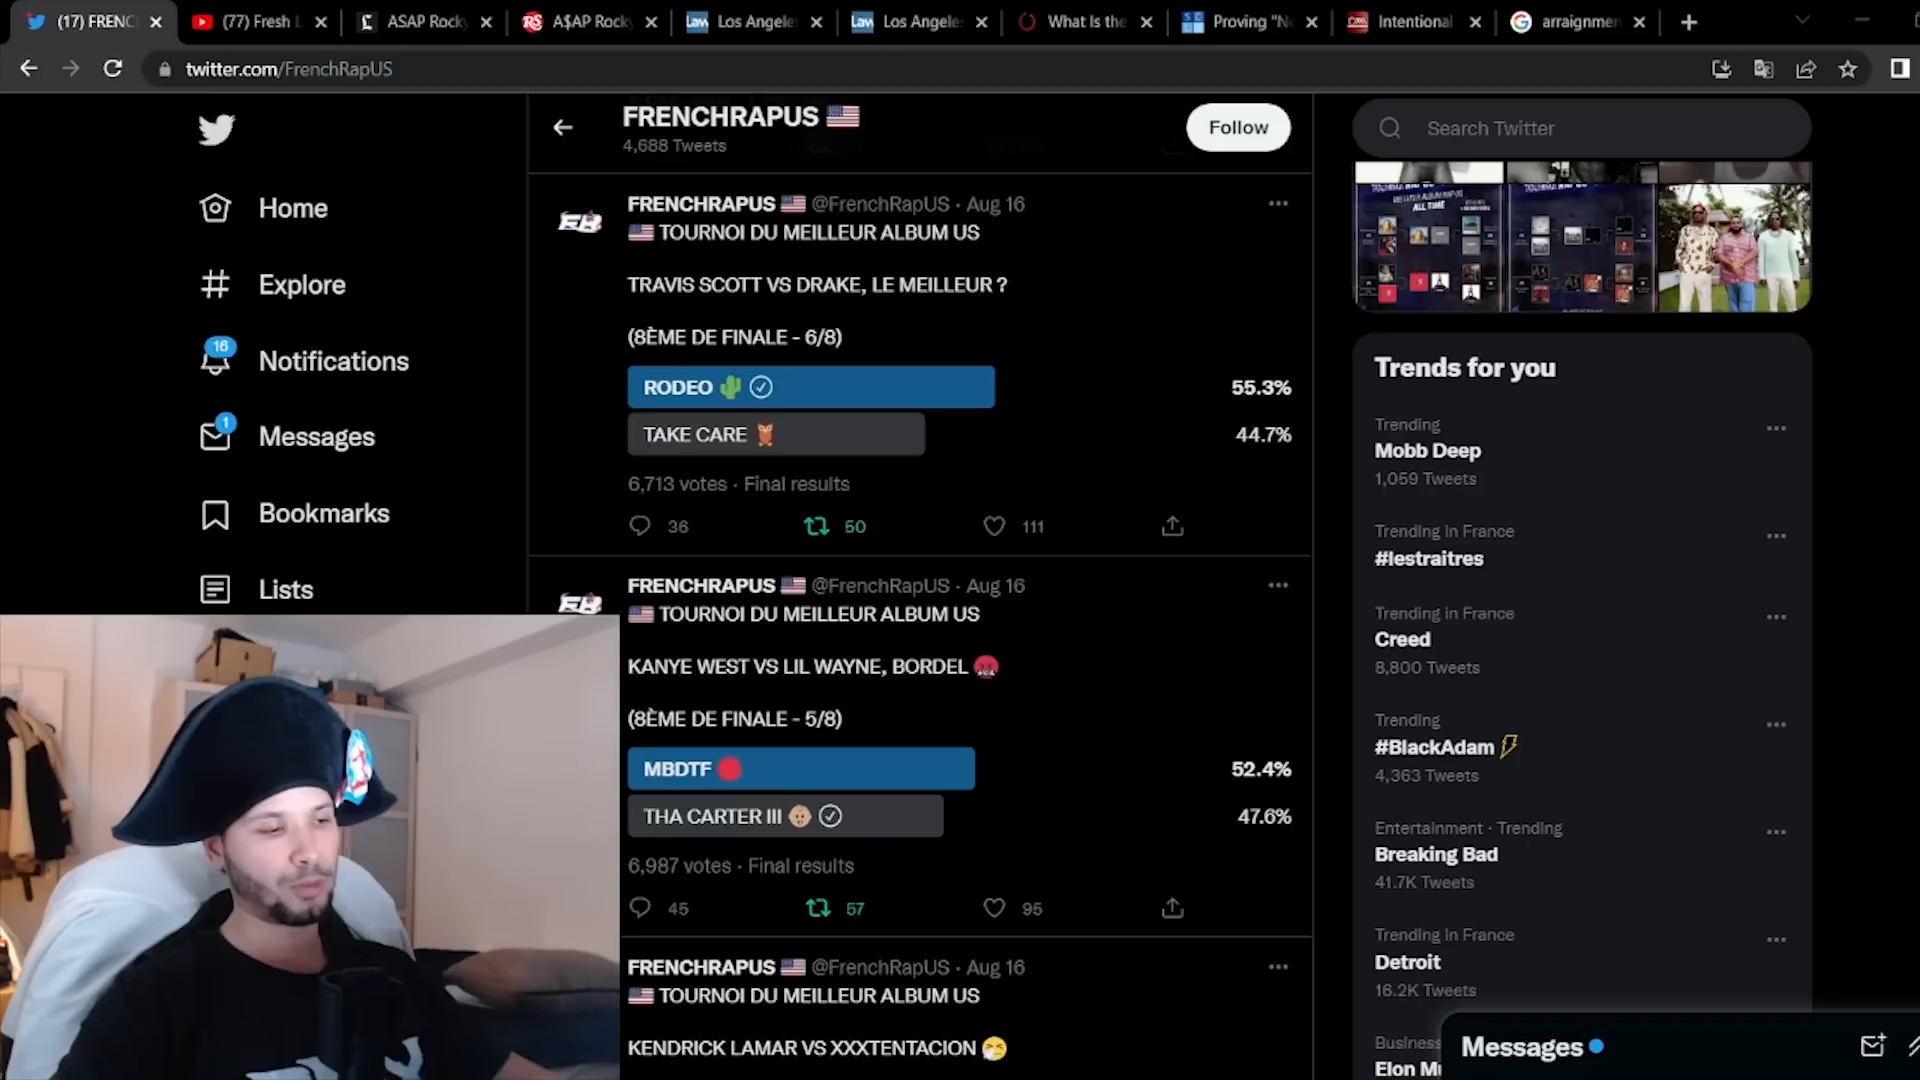 (17) FRENC
(77) Fresh L
ASAP Rock
A$AP Rock
Los Angele
Los Angele
What Is the
Proving "N
Intentional
arraignmen
twitter.com/FrenchRapUS
FRENCHRAPUS 🇺🇸
4,688 Tweets
Follow
Search Twitter
Home
Explore
16
Notifications
1
Messages
Bookmarks
Lists
FRENCHRAPUS 🇺🇸 @FrenchRapUS · Aug 16
🇺🇸 TOURNOI DU MEILLEUR ALBUM US
TRAVIS SCOTT VS DRAKE, LE MEILLEUR ?
(8ÈME DE FINALE - 6/8)
RODEO 🌵 55.3%
TAKE CARE 🦉 44.7%
6,713 votes · Final results
36 50 111
FRENCHRAPUS 🇺🇸 @FrenchRapUS · Aug 16
🇺🇸 TOURNOI DU MEILLEUR ALBUM US
KANYE WEST VS LIL WAYNE, BORDEL 🤬
(8ÈME DE FINALE - 5/8)
MBDTF 🔴 52.4%
THA CARTER III 👶🏼 47.6%
6,987 votes · Final results
45 57 95
FRENCHRAPUS 🇺🇸 @FrenchRapUS · Aug 16
🇺🇸 TOURNOI DU MEILLEUR ALBUM US
KENDRICK LAMAR VS XXXTENTACION 🤧
ALL TIME
Trends for you
Trending
Mobb Deep
1,059 Tweets
Trending in France
#lestraitres
Trending in France
Creed
8,800 Tweets
Trending
#BlackAdam
4,363 Tweets
Entertainment · Trending
Breaking Bad
41.7K Tweets
Trending in France
Detroit
16.2K Tweets
Business
Elon Mu
Messages